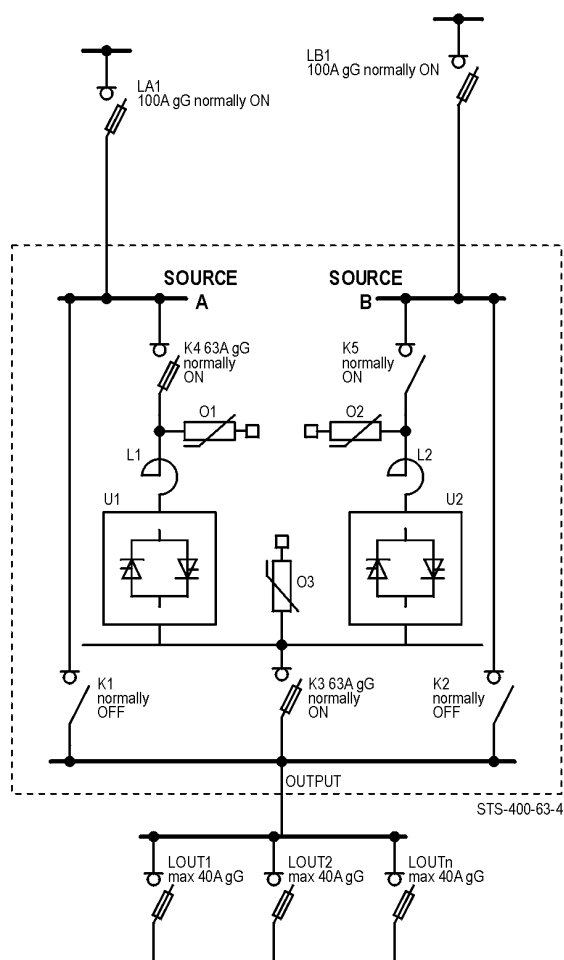 LB1
100A gG normally ON
LA1
100A gG normally ON
SOURCE
A
SOURCE
B
K4 63A gG
normally
ON
K5
normally
ON
O1
O2
L1
L2
U1
U2
O3
K1
normally
OFF
K3 63A gG
normally
ON
K2
normally
OFF
OUTPUT
STS-400-63-4
LOUT1
max 40A gG
LOUT2
max 40A gG
LOUTn
max 40A gG